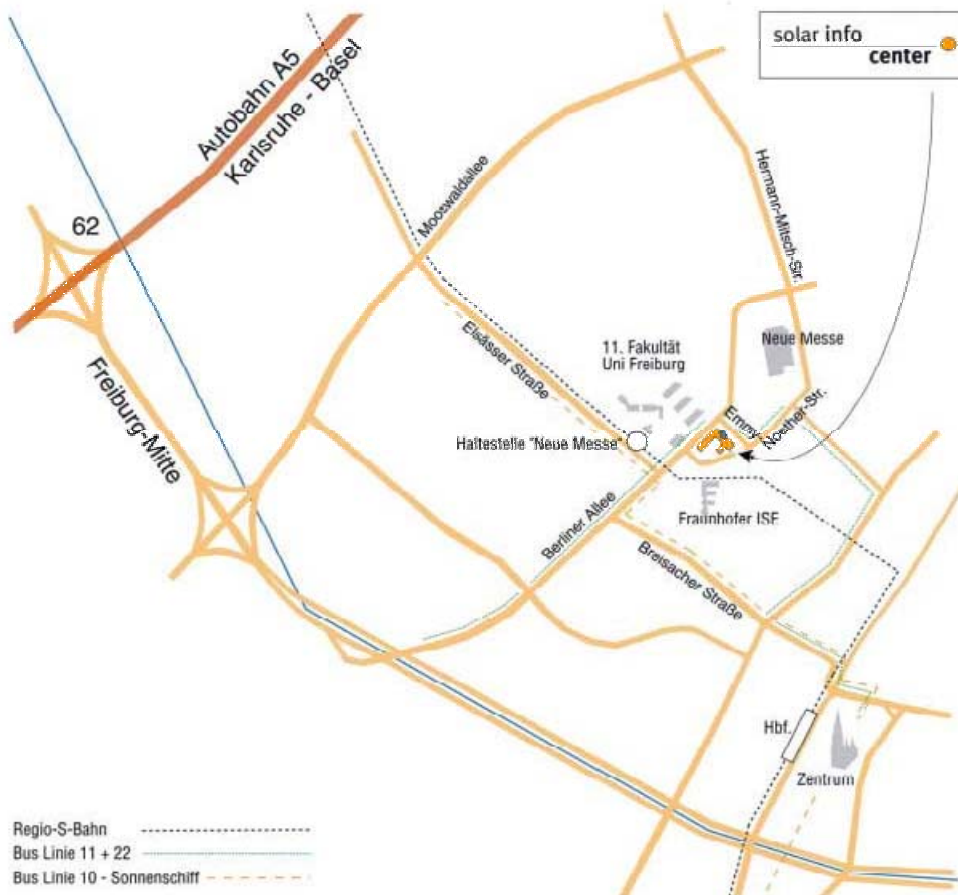 solar info
center
Autobahn A5
Karlsruhe - Basel
62
Mooswaldallee
Hermann-Mitsch-Str.
Freiburg-Mitte
Elsässer Straße
11. Fakultät
Uni Freiburg
Neue Messe
Emmy-
Noether-Str.
Haltestelle "Neue Messe"
Fraunhofer ISE
Berliner Allee
Breisacher Straße
Hbf.
Zentrum
Regio-S-Bahn
Bus Linie 11 + 22
Bus Linie 10 - Sonnenschiff